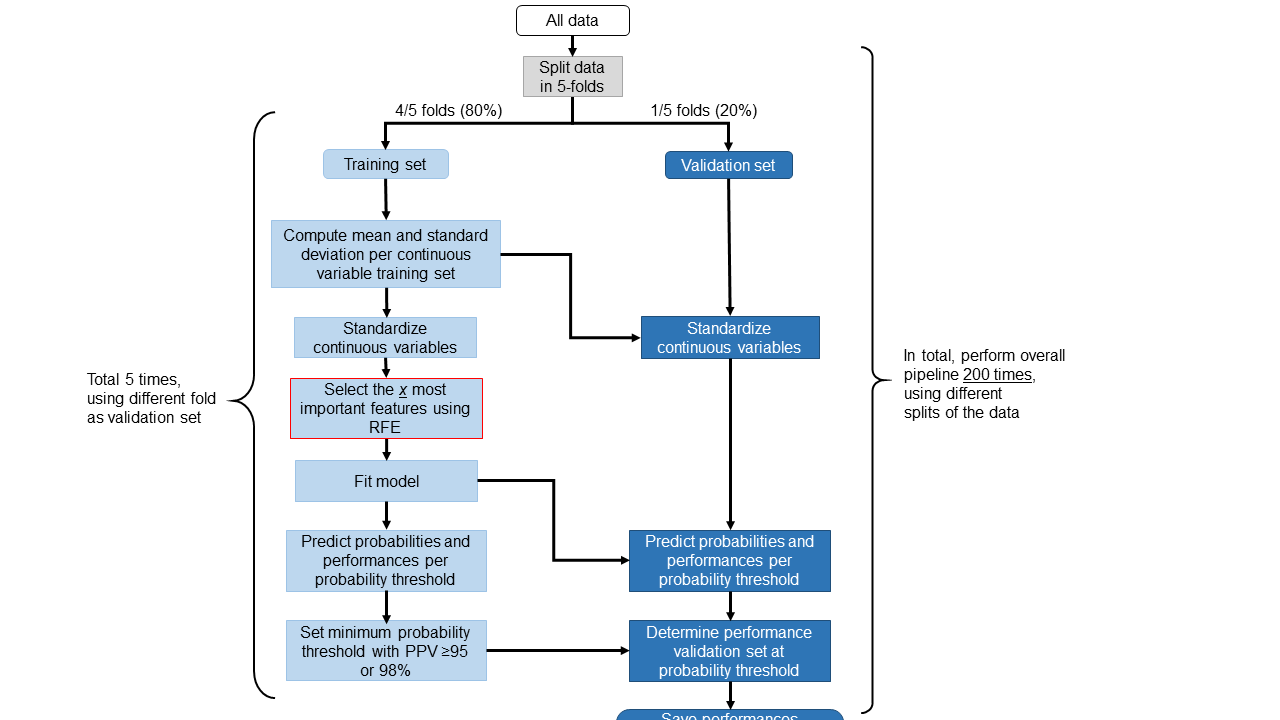 All data
Split data
in 5-folds
4/5 folds (80%)
1/5 folds (20%)
Training set
Validation set
Compute mean and standard
deviation per continuous
variable training set
Standardize
continuous variables
Standardize
continuous variables
Select the x most
important features using
RFE
Total 5 times,
using different fold
as validation set
In total, perform overall
pipeline 200 times,
using different
splits of the data
Fit model
Predict probabilities and
performances per
probability threshold
Predict probabilities and
performances per
probability threshold
Set minimum probability
threshold with PPV ≥95
or 98%
Determine performance
validation set at
probability threshold
Save performances